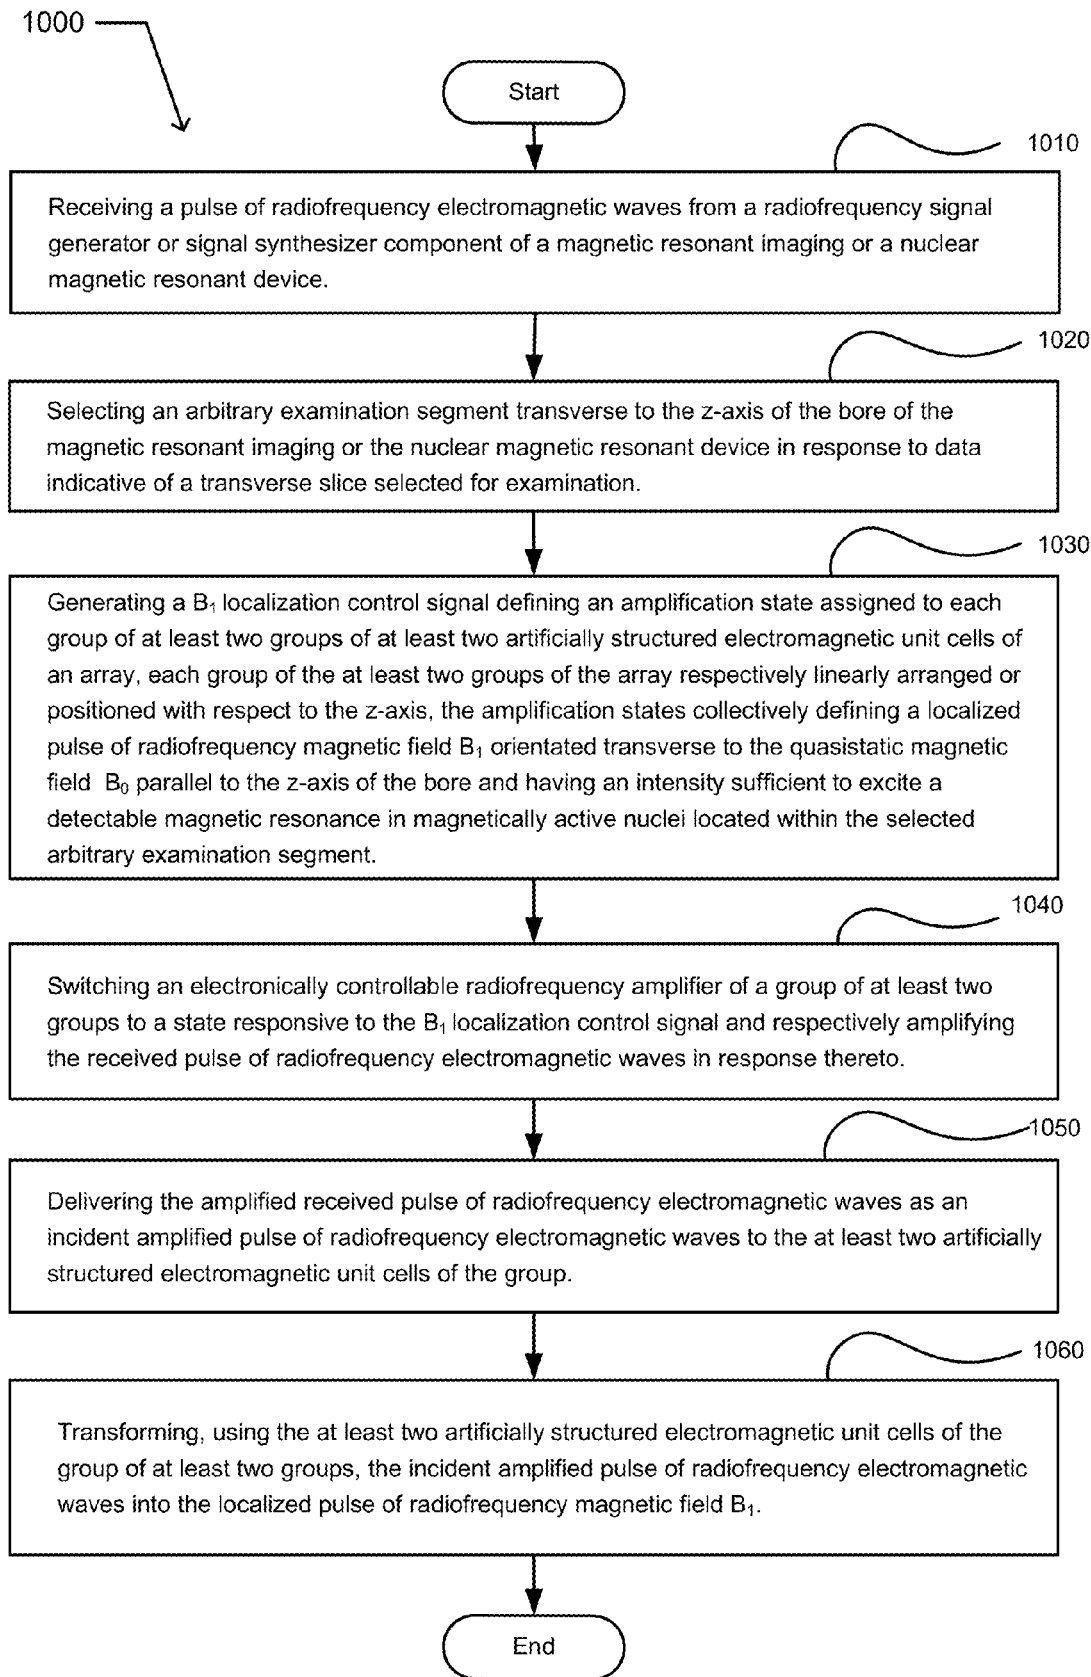 1000
Start
1010
Receiving a pulse of radiofrequency electromagnetic waves from a radiofrequency signal
generator or signal synthesizer component of a magnetic resonant imaging or a nuclear
magnetic resonant device.
1020
Selecting an arbitrary examination segment transverse to the z-axis of the bore of the
magnetic resonant imaging or the nuclear magnetic resonant device in response to data
indicative of a transverse slice selected for examination.
1030
Generating a B₁ localization control signal defining an amplification state assigned to each
group of at least two groups of at least two artificially structured electromagnetic unit cells of
an array, each group of the at least two groups of the array respectively linearly arranged or
positioned with respect to the z-axis, the amplification states collectively defining a localized
pulse of radiofrequency magnetic field B₁ orientated transverse to the quasistatic magnetic
field B₀ parallel to the z-axis of the bore and having an intensity sufficient to excite a
detectable magnetic resonance in magnetically active nuclei located within the selected
arbitrary examination segment.
1040
Switching an electronically controllable radiofrequency amplifier of a group of at least two
groups to a state responsive to the B₁ localization control signal and respectively amplifying
the received pulse of radiofrequency electromagnetic waves in response thereto.
1050
Delivering the amplified received pulse of radiofrequency electromagnetic waves as an
incident amplified pulse of radiofrequency electromagnetic waves to the at least two artificially
structured electromagnetic unit cells of the group.
1060
Transforming, using the at least two artificially structured electromagnetic unit cells of the
group of at least two groups, the incident amplified pulse of radiofrequency electromagnetic
waves into the localized pulse of radiofrequency magnetic field B₁.
End